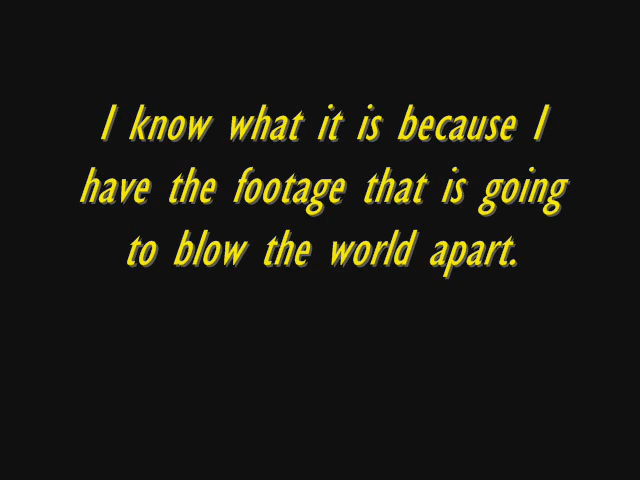 I know what it is because I
have the footage that is going
to blow the world apart.